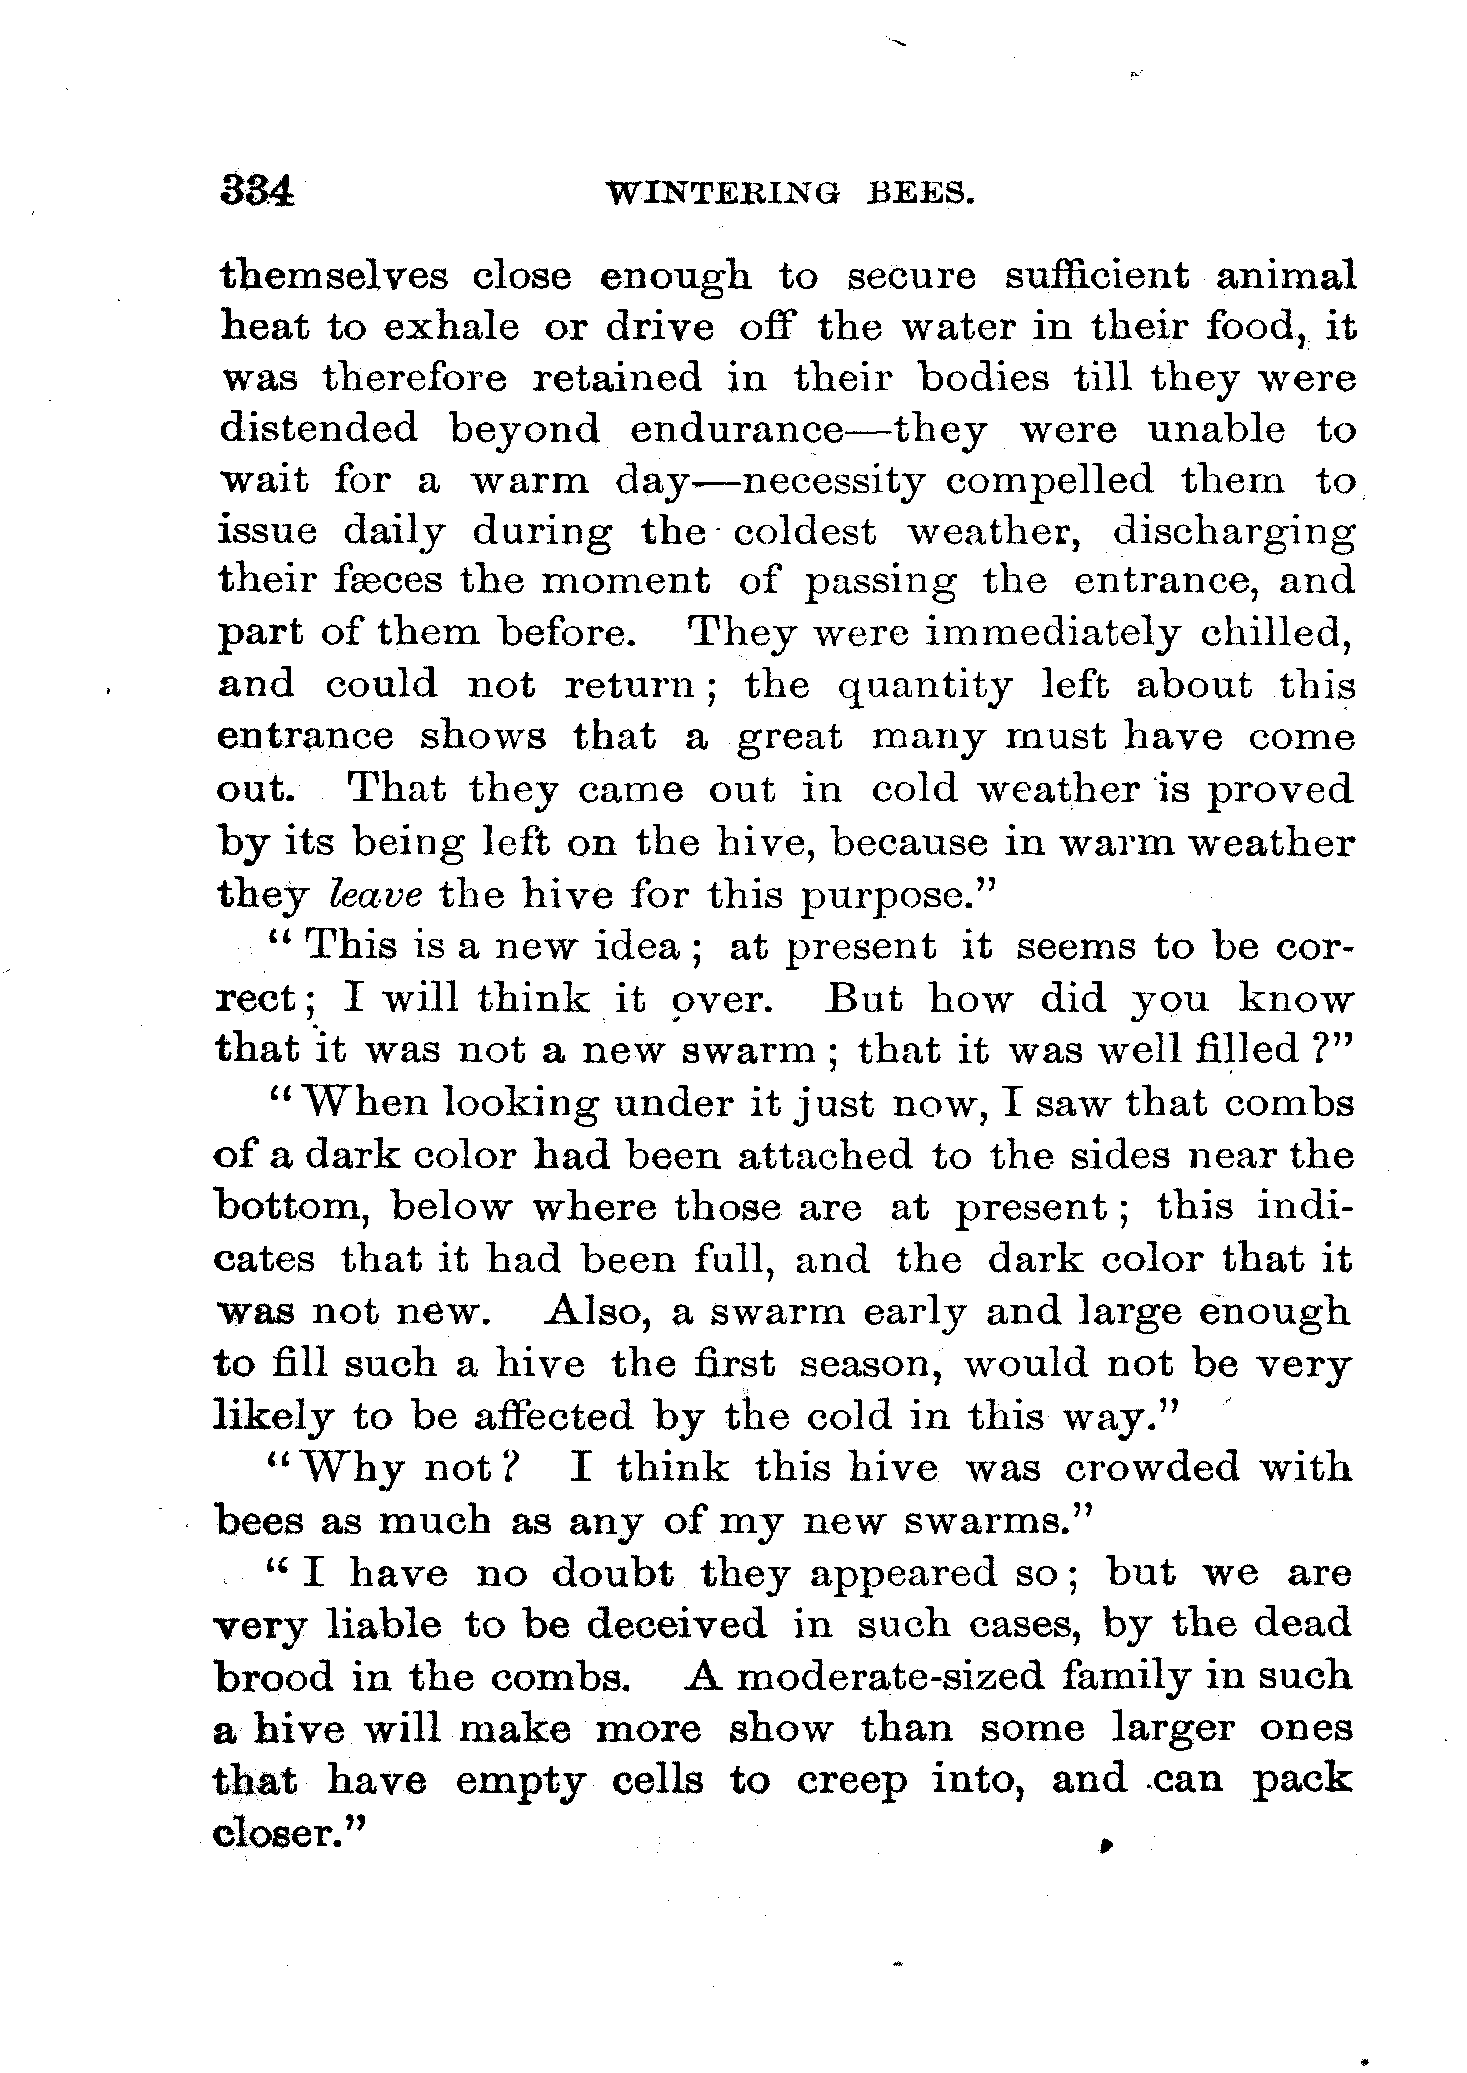 334 WINTERING BEES.
themselves close enough to secure sufficient animal
heat to exhale or drive off the water in their food, it
was therefore retained in their bodies till they were
distended beyond endurance—they were unable to
wait for a warm day—necessity compelled them to
issue daily during the coldest weather, discharging
their fæces the moment of passing the entrance, and
part of them before. They were immediately chilled,
and could not return; the quantity left about this
entrance shows that a great many must have come
out. That they came out in cold weather is proved
by its being left on the hive, because in warm weather
they leave the hive for this purpose."
"This is a new idea; at present it seems to be cor-
rect; I will think it over. But how did you know
that it was not a new swarm; that it was well filled?"
"When looking under it just now, I saw that combs
of a dark color had been attached to the sides near the
bottom, below where those are at present; this indi-
cates that it had been full, and the dark color that it
was not new. Also, a swarm early and large enough
to fill such a hive the first season, would not be very
likely to be affected by the cold in this way."
"Why not? I think this hive was crowded with
bees as much as any of my new swarms."
"I have no doubt they appeared so; but we are
very liable to be deceived in such cases, by the dead
brood in the combs. A moderate-sized family in such
a hive will make more show than some larger ones
that have empty cells to creep into, and can pack
closer."